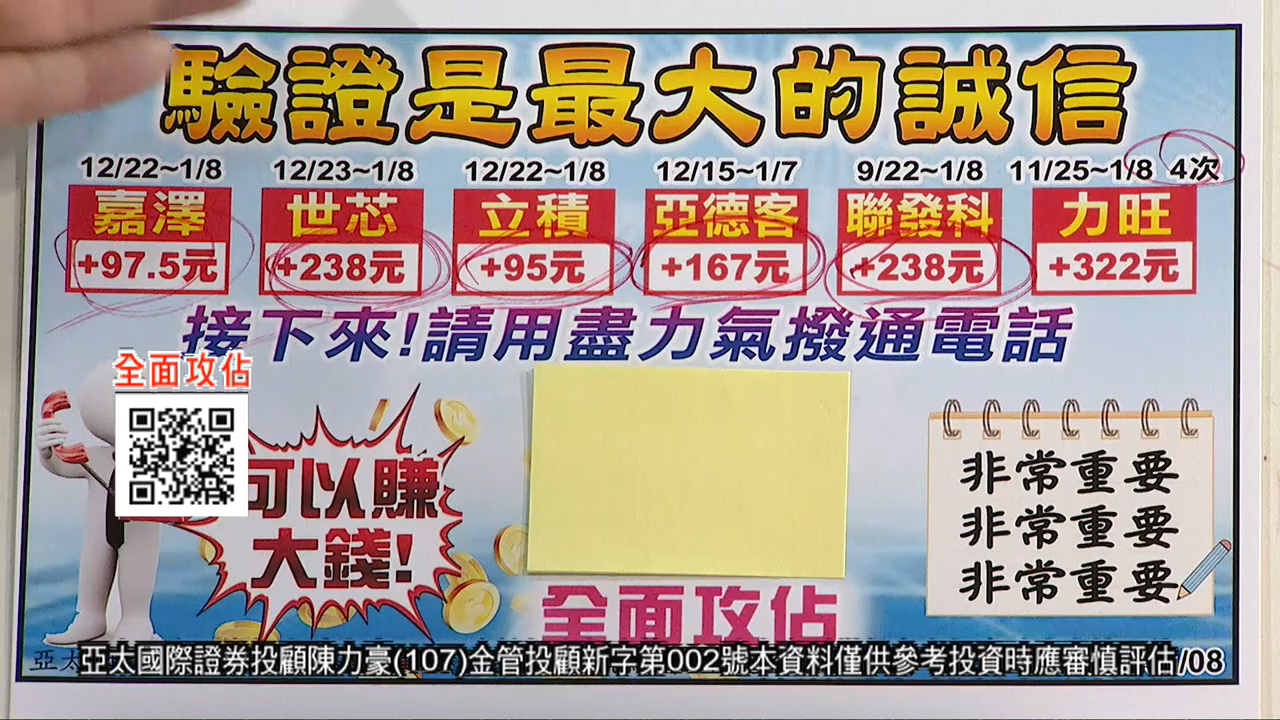 驗證是最大的誠信
12/22~1/8 12/23~1/8 12/22~1/8 12/15~1/7 9/22~1/8 11/25~1/8 4次
嘉澤 世芯 立積 亞德客 聯發科 力旺
+97.5元 +238元 +95元 +167元 +238元 +322元
接下來!請用盡力氣撥通電話
全面攻佔
可以賺
大錢!
非常重要
非常重要
非常重要
全面攻佔
亞太國際證券投顧陳力豪(107)金管投顧新字第002號本資料僅供參考投資時應審慎評估
/08